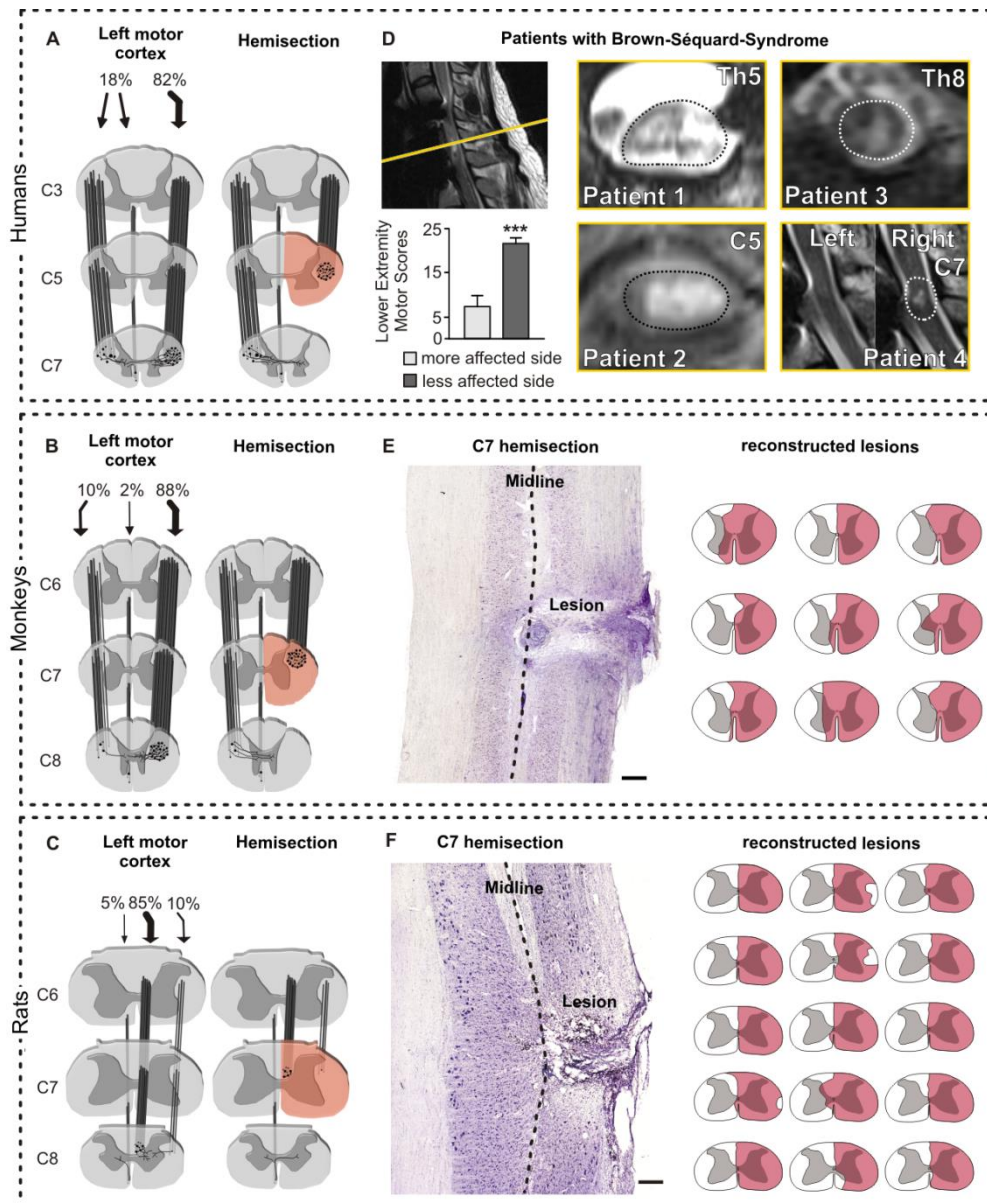 Humans
A
Left motor
cortex
Hemisection
18%
82%
C3
C5
C7
D
Patients with Brown-Séquard-Syndrome
Lower Extremity
Motor Scores
25
15
5
0
***
more affected side
less affected side
Th5
Patient 1
Th8
Patient 3
C5
Patient 2
Left
Right
C7
Patient 4
Monkeys
B
Left motor
cortex
Hemisection
10%
2%
88%
C6
C7
C8
E
C7 hemisection
reconstructed lesions
Midline
Lesion
Rats
C
Left motor
cortex
Hemisection
5%
85%
10%
C6
C7
C8
F
C7 hemisection
reconstructed lesions
Midline
Lesion